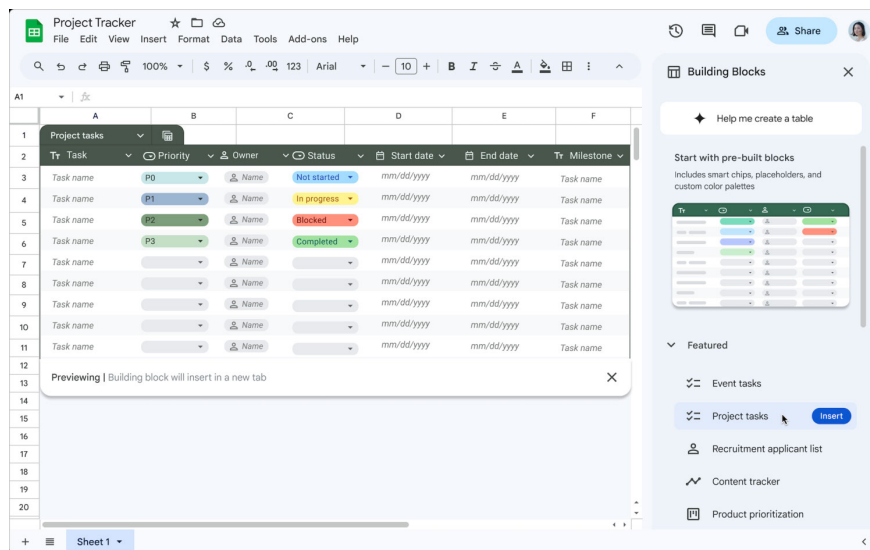 Project Tracker
File Edit View Insert Format Data Tools Add-ons Help
Share
100% $ % .0 .00 123 Arial 10 B I A
A1 fx
A B C D E F
1 Project tasks
2 Tт Task Priority Owner Status Start date End date Tт Milestone
3 Task name P0 Name Not started mm/dd/yyyy mm/dd/yyyy Task name
4 Task name P1 Name In progress mm/dd/yyyy mm/dd/yyyy Task name
5 Task name P2 Name Blocked mm/dd/yyyy mm/dd/yyyy Task name
6 Task name P3 Name Completed mm/dd/yyyy mm/dd/yyyy Task name
7 Task name Name mm/dd/yyyy mm/dd/yyyy Task name
8 Task name Name mm/dd/yyyy mm/dd/yyyy Task name
9 Task name Name mm/dd/yyyy mm/dd/yyyy Task name
10 Task name Name mm/dd/yyyy mm/dd/yyyy Task name
11 Task name Name mm/dd/yyyy mm/dd/yyyy Task name
12
13 Previewing | Building block will insert in a new tab
14
15
16
17
18
19
20
Sheet 1
Building Blocks
Help me create a table
Start with pre-built blocks
Includes smart chips, placeholders, and
custom color palettes
Tт
Featured
Event tasks
Project tasks Insert
Recruitment applicant list
Content tracker
Product prioritization